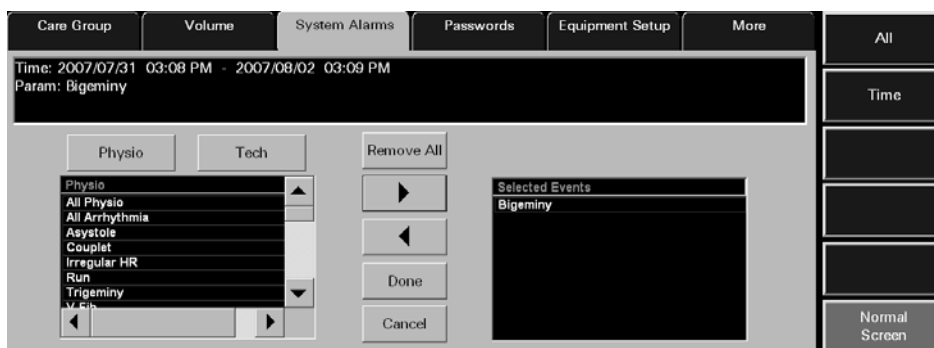 Care Group
Volume
System Alarms
Passwords
Equipment Setup
More
All
Time: 2007/07/31 03:08 PM - 2007/08/02 03:09 PM
Param: Bigeminy
Time
Physio
Tech
Remove All
Physio
All Physio
All Arrhythmia
Asystole
Couplet
Irregular HR
Run
Trigeminy
V Fib
Selected Events
Bigeminy
Done
Cancel
Normal
Screen